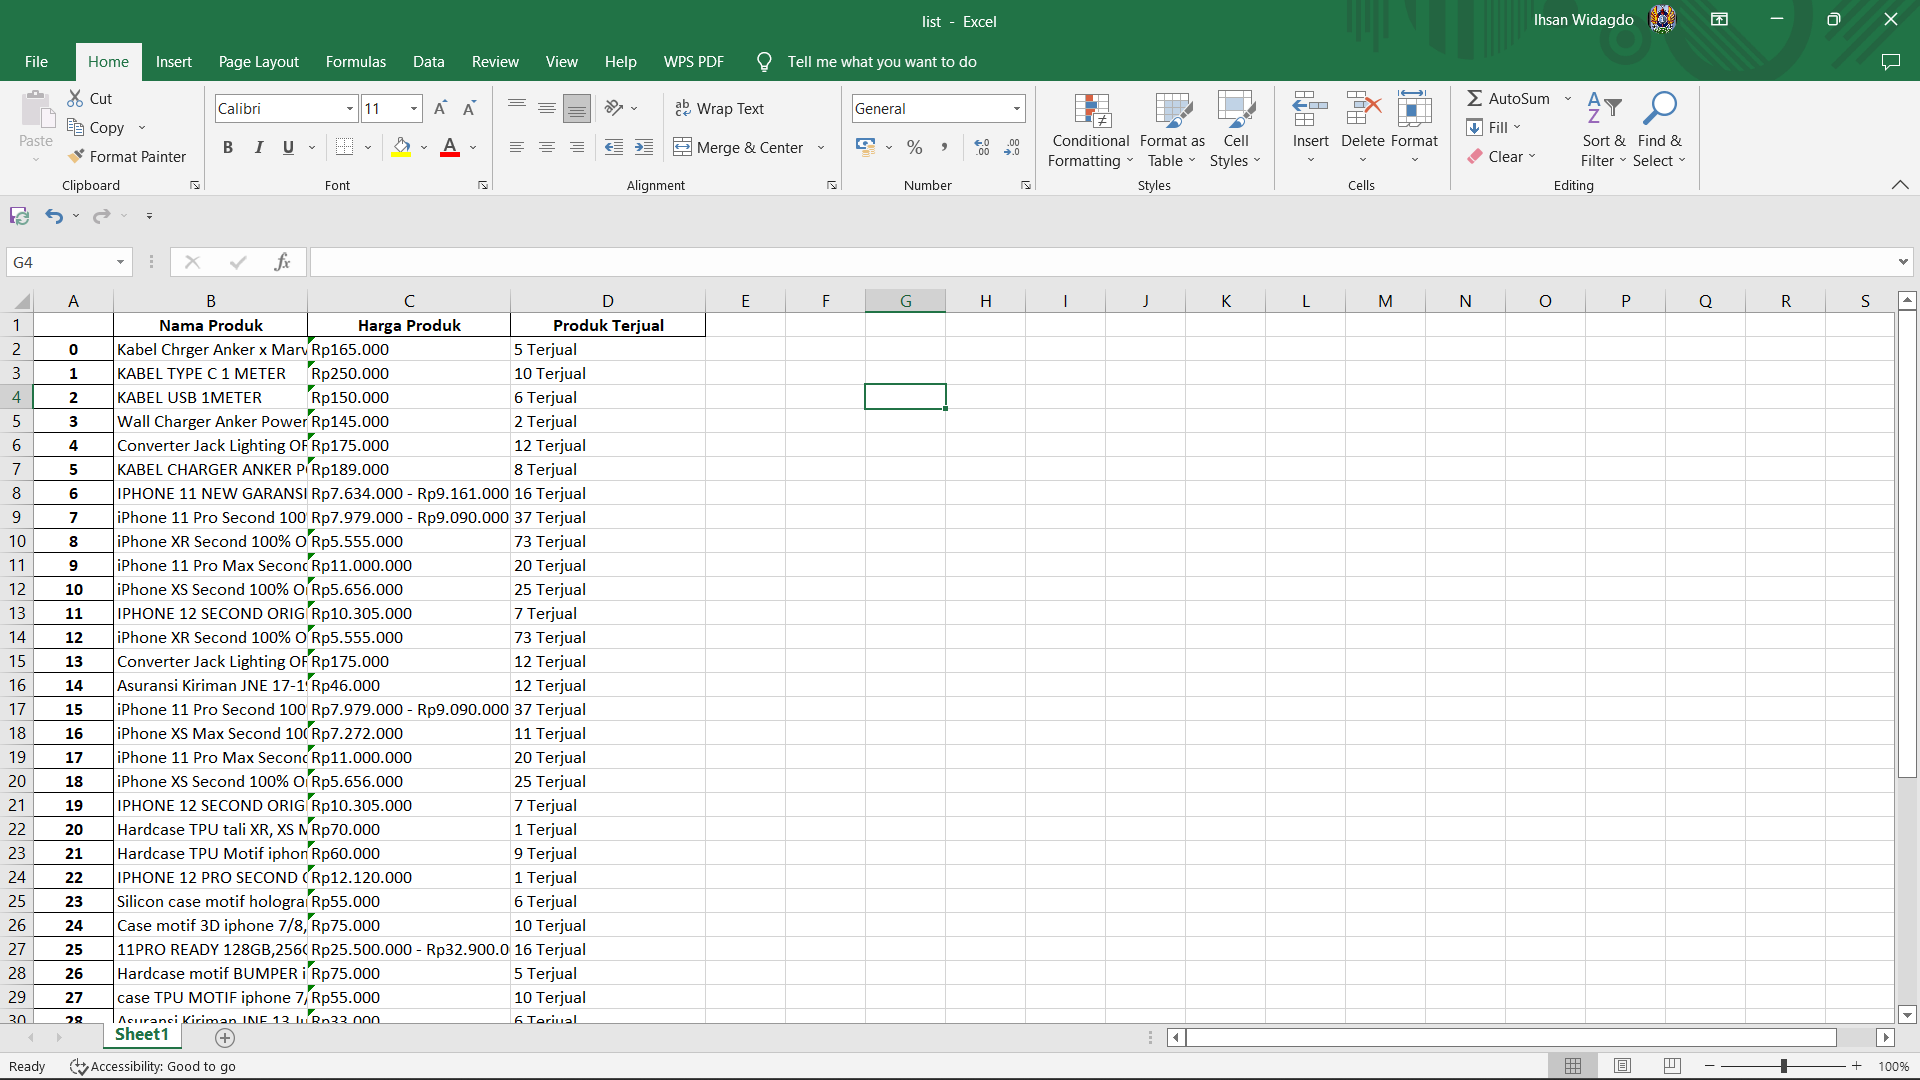 list - Excel
Ihsan Widagdo
File Home Insert Page Layout Formulas Data Review View Help WPS PDF Tell me what you want to do
Paste Cut Copy Format Painter Clipboard
Calibri 11 B I U A Font
Wrap Text Merge & Center Alignment
General % , Number
Conditional Formatting Format as Table Cell Styles Styles
Insert Delete Format Cells
AutoSum Fill Clear Sort & Filter Find & Select Editing
G4 fx
A B C D E F G H I J K L M N O P Q R S
1 Nama Produk Harga Produk Produk Terjual
2 0 Kabel Chrger Anker x Marv Rp165.000 5 Terjual
3 1 KABEL TYPE C 1 METER Rp250.000 10 Terjual
4 2 KABEL USB 1METER Rp150.000 6 Terjual
5 3 Wall Charger Anker Power Rp145.000 2 Terjual
6 4 Converter Jack Lighting OR Rp175.000 12 Terjual
7 5 KABEL CHARGER ANKER P Rp189.000 8 Terjual
8 6 IPHONE 11 NEW GARANSI Rp7.634.000 - Rp9.161.000 16 Terjual
9 7 iPhone 11 Pro Second 100 Rp7.979.000 - Rp9.090.000 37 Terjual
10 8 iPhone XR Second 100% O Rp5.555.000 73 Terjual
11 9 iPhone 11 Pro Max Second Rp11.000.000 20 Terjual
12 10 iPhone XS Second 100% O Rp5.656.000 25 Terjual
13 11 IPHONE 12 SECOND ORIG Rp10.305.000 7 Terjual
14 12 iPhone XR Second 100% O Rp5.555.000 73 Terjual
15 13 Converter Jack Lighting OR Rp175.000 12 Terjual
16 14 Asuransi Kiriman JNE 17-1 Rp46.000 12 Terjual
17 15 iPhone 11 Pro Second 100 Rp7.979.000 - Rp9.090.000 37 Terjual
18 16 iPhone XS Max Second 100 Rp7.272.000 11 Terjual
19 17 iPhone 11 Pro Max Second Rp11.000.000 20 Terjual
20 18 iPhone XS Second 100% O Rp5.656.000 25 Terjual
21 19 IPHONE 12 SECOND ORIG Rp10.305.000 7 Terjual
22 20 Hardcase TPU tali XR, XS M Rp70.000 1 Terjual
23 21 Hardcase TPU Motif iphon Rp60.000 9 Terjual
24 22 IPHONE 12 PRO SECOND Rp12.120.000 1 Terjual
25 23 Silicon case motif hologra Rp55.000 6 Terjual
26 24 Case motif 3D iphone 7/8, Rp75.000 10 Terjual
27 25 11PRO READY 128GB,256G Rp25.500.000 - Rp32.900.0 16 Terjual
28 26 Hardcase motif BUMPER i Rp75.000 5 Terjual
29 27 case TPU MOTIF iphone 7/ Rp55.000 10 Terjual
30 28 Asuransi Kiriman JNE 13 Ju Rp33.000 6 Terjual
Sheet1
Ready Accessibility: Good to go 100%